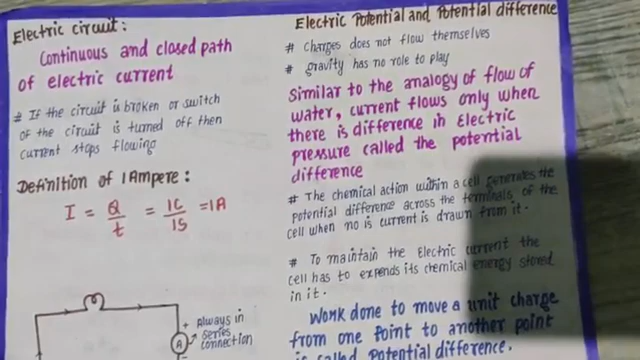 Electric circuit:
Continuous and closed path
of electric current
# If the circuit is broken or switch
of the circuit is turned off then
current stops flowing
Definition of 1 Ampere:
I = Q/t = 1C/1S = 1A
+ Always in
series
connection
A
-
Electric Potential and Potential difference
# Charges does not flow themselves
# gravity has no role to play
Similar to the analogy of flow of
water, current flows only when
there is difference in Electric
pressure called the potential
difference
# The chemical action within a cell generates the
potential difference across the terminals of the
cell when no is current is drawn from it.
# To maintain the Electric current the
cell has to expends its chemical energy stored
in it.
Work done to move a unit charge
from one point to another point
is called Potential difference.